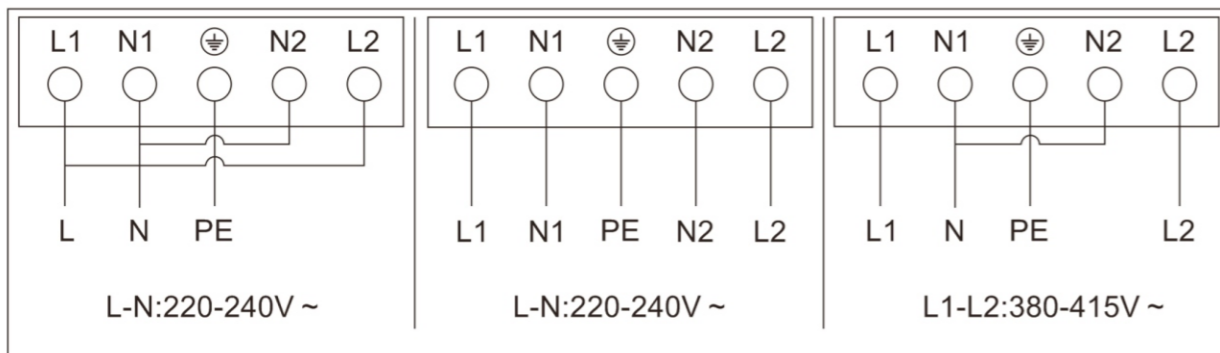 L1 N1 ⏚ N2 L2
L N PE
L-N:220-240V ~
L1 N1 ⏚ N2 L2
L1 N1 PE N2 L2
L-N:220-240V ~
L1 N1 ⏚ N2 L2
L1 N PE L2
L1-L2:380-415V ~